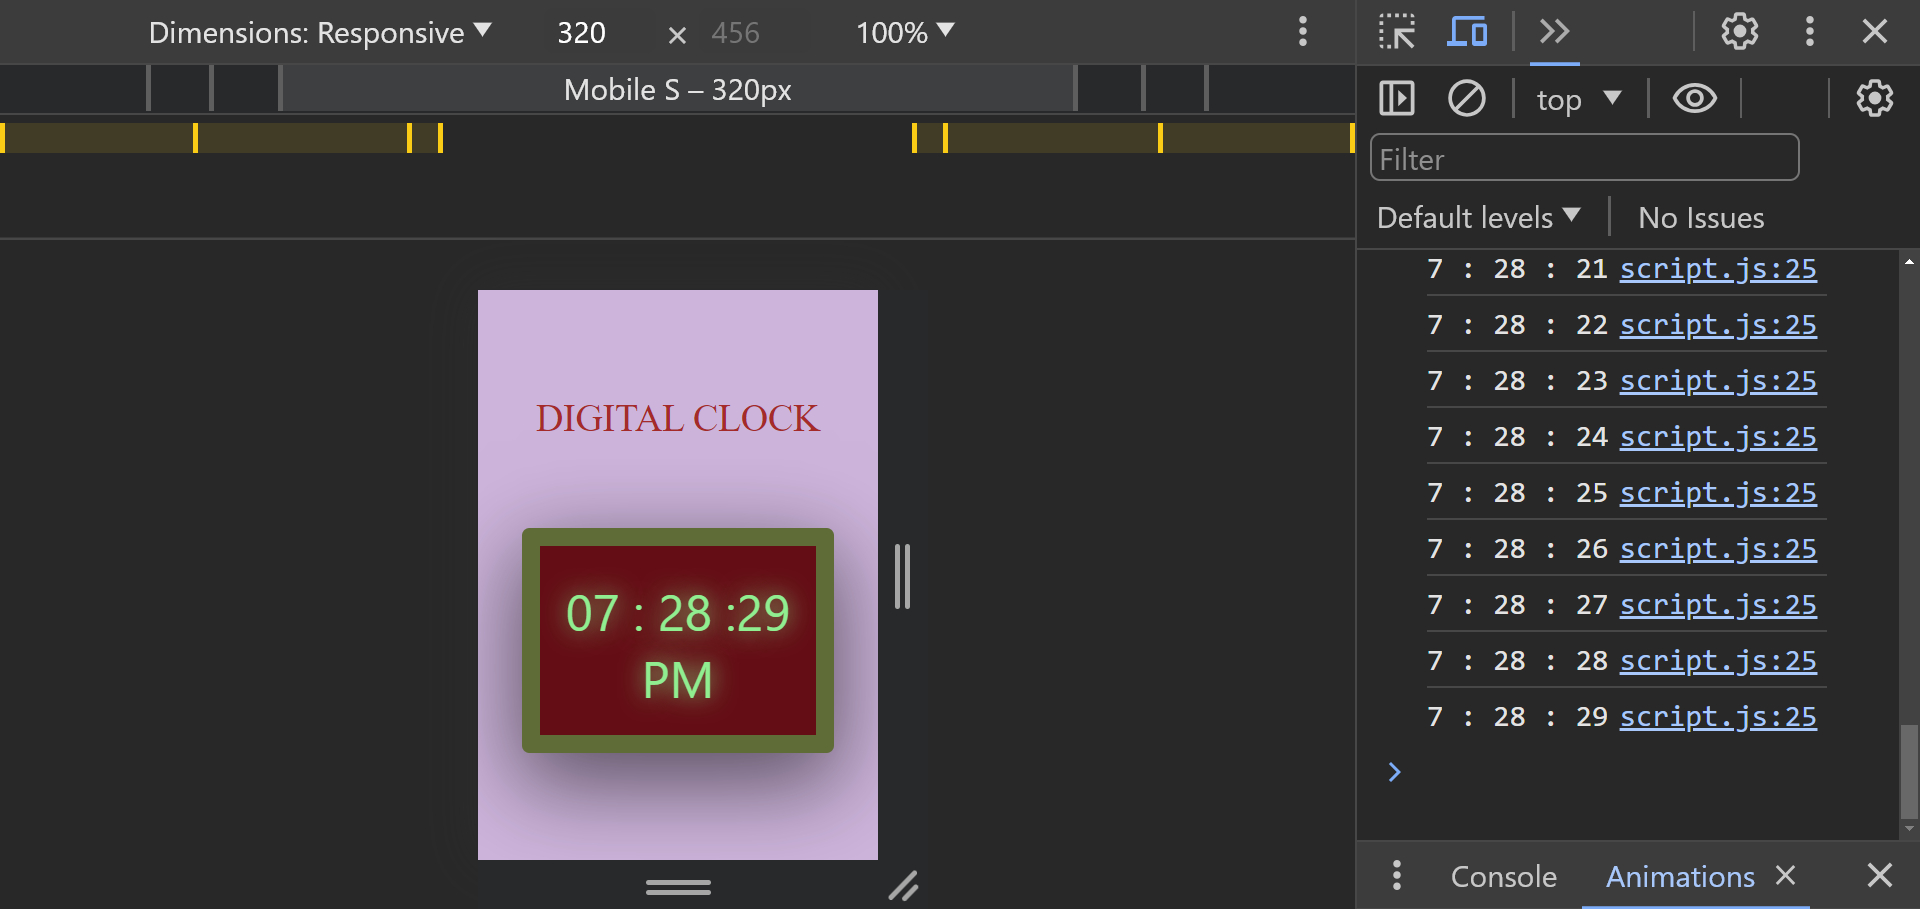 Dimensions: Responsive ▼ 320 × 456 100% ▼
Mobile S – 320px
top ▼
Filter
Default levels ▼ No Issues
DIGITAL CLOCK
07 : 28 :29
PM
7 : 28 : 21 script.js:25
7 : 28 : 22 script.js:25
7 : 28 : 23 script.js:25
7 : 28 : 24 script.js:25
7 : 28 : 25 script.js:25
7 : 28 : 26 script.js:25
7 : 28 : 27 script.js:25
7 : 28 : 28 script.js:25
7 : 28 : 29 script.js:25
Console Animations